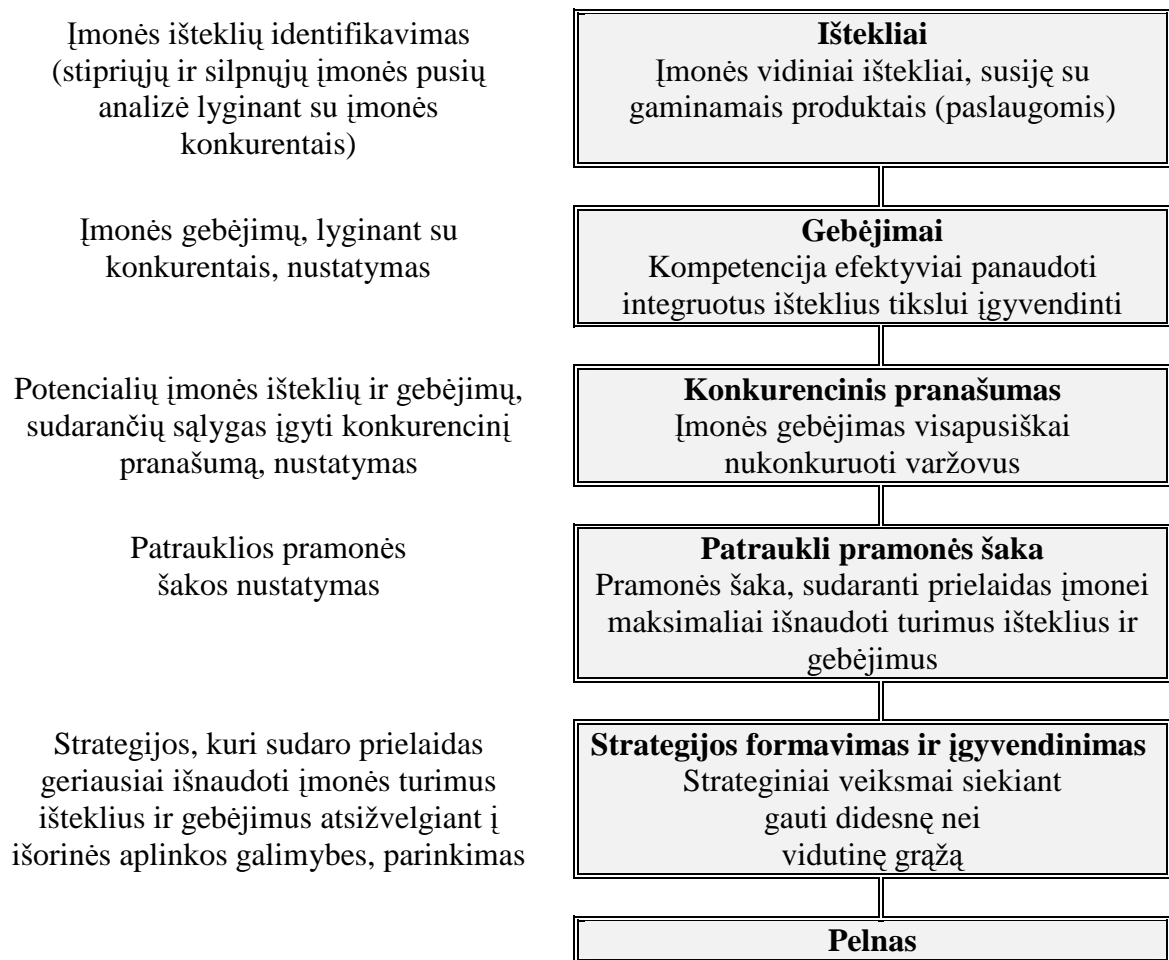 Įmonės išteklių identifikavimas
(stipriųjų ir silpnųjų įmonės pusių
analizė lyginant su įmonės
konkurentais)
Ištekliai
Įmonės vidiniai ištekliai, susiję su
gaminamais produktais (paslaugomis)
Įmonės gebėjimų, lyginant su
konkurentais, nustatymas
Gebėjimai
Kompetencija efektyviai panaudoti
integruotus išteklius tikslui įgyvendinti
Potencialių įmonės išteklių ir gebėjimų,
sudarančių sąlygas įgyti konkurencinį
pranašumą, nustatymas
Konkurencinis pranašumas
Įmonės gebėjimas visapusiškai
nukonkuruoti varžovus
Patrauklios pramonės
šakos nustatymas
Patraukli pramonės šaka
Pramonės šaka, sudaranti prielaidas įmonei
maksimaliai išnaudoti turimus išteklius ir
gebėjimus
Strategijos, kuri sudaro prielaidas
geriausiai išnaudoti įmonės turimus
išteklius ir gebėjimus atsižvelgiant į
išorinės aplinkos galimybes, parinkimas
Strategijos formavimas ir įgyvendinimas
Strateginiai veiksmai siekiant
gauti didesnę nei
vidutinę grąžą
Pelnas